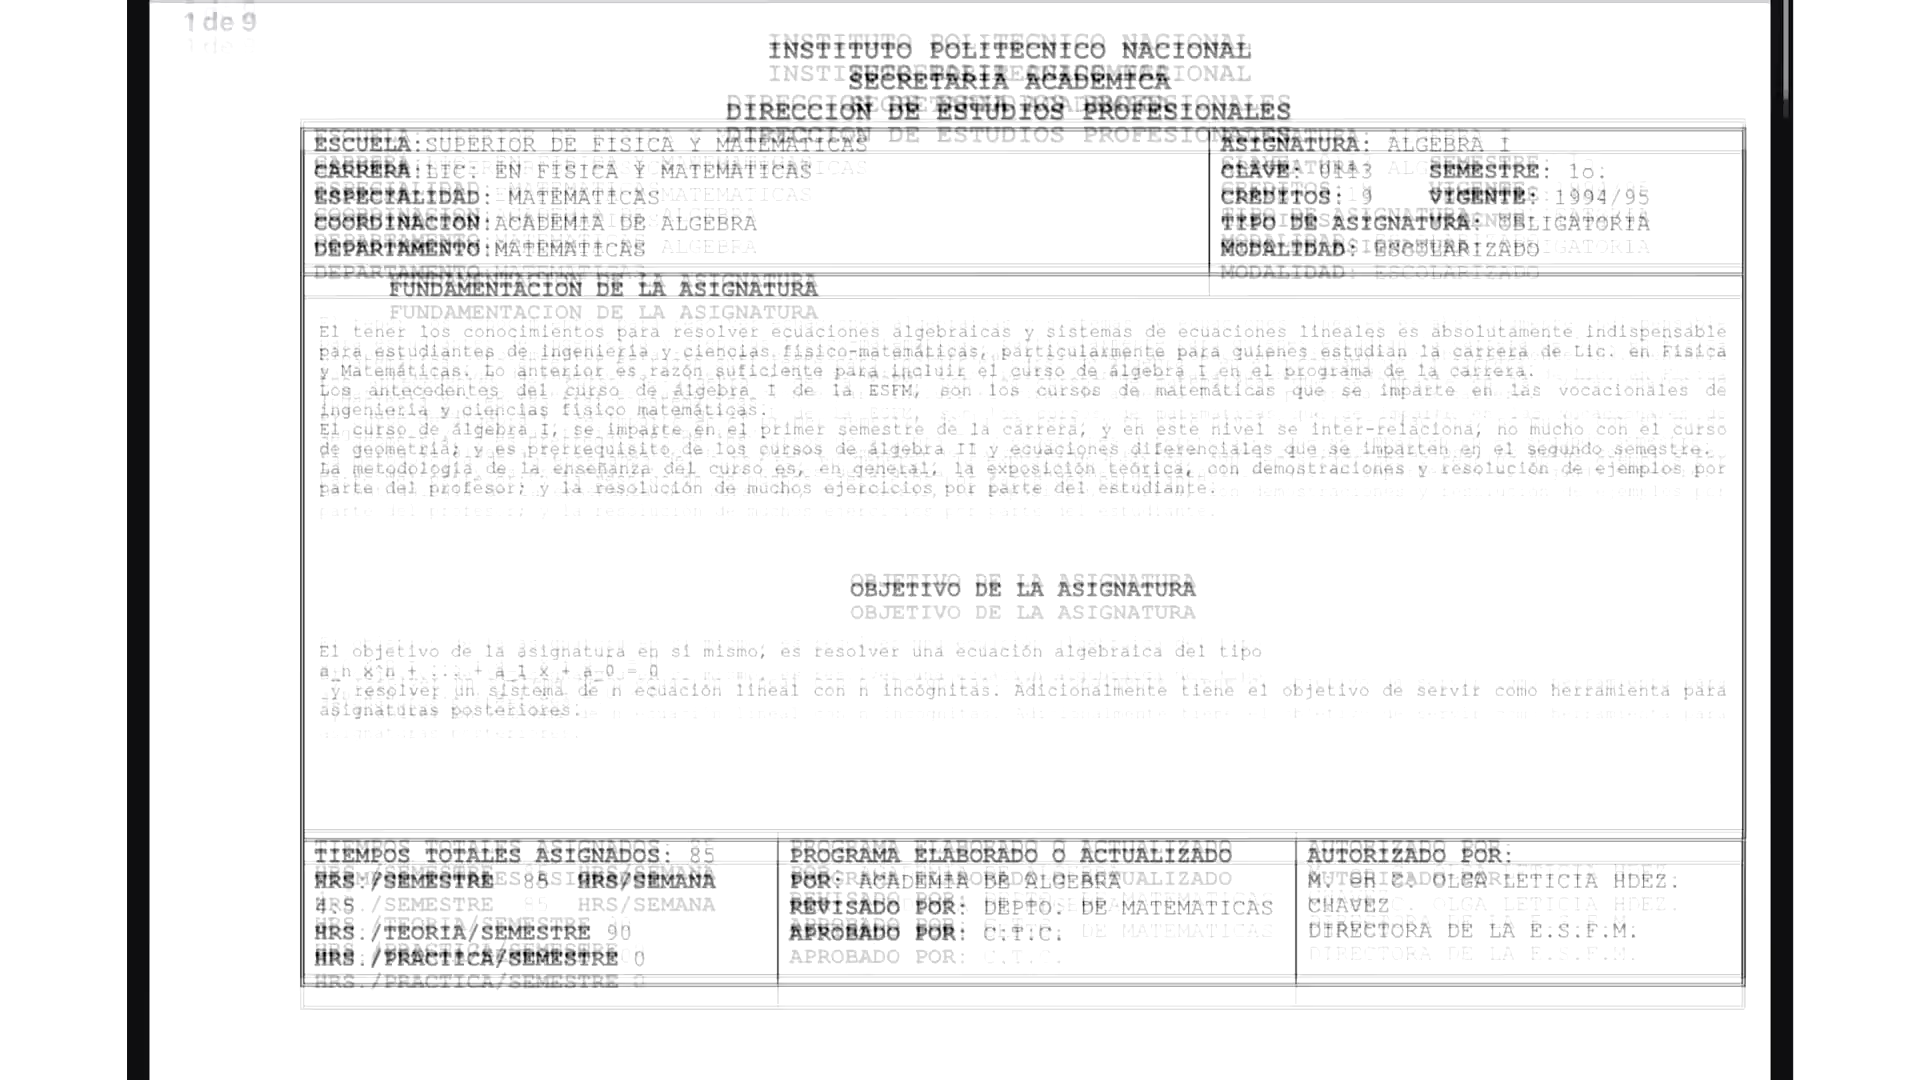 1 de 9
INSTITUTO POLITECNICO NACIONAL
SECRETARIA ACADEMICA
DIRECCION DE ESTUDIOS PROFESIONALES
ESCUELA:SUPERIOR DE FISICA Y MATEMATICAS
CARRERA:LIC. EN FISICA Y MATEMATICAS
ESPECIALIDAD: MATEMATICAS
COORDINACION:ACADEMIA DE ALGEBRA
DEPARTAMENTO:MATEMATICAS
ASIGNATURA: ALGEBRA I
CLAVE: 0113 SEMESTRE: 1o.
CREDITOS: 9 VIGENTE: 1994/95
TIPO DE ASIGNATURA: OBLIGATORIA
MODALIDAD: ESCOLARIZADO
FUNDAMENTACION DE LA ASIGNATURA
El tener los conocimientos para resolver ecuaciones algebráicas y sistemas de ecuaciones lineales es absolutamente indispensable
para estudiantes de ingeniería y ciencias físico-matemáticas, particularmente para quienes estudian la carrera de Lic. en Física
y Matemáticas. Lo anterior es razón suficiente para incluir el curso de álgebra I en el programa de la carrera.
Los antecedentes del curso de álgebra I de la ESFM, son los cursos de matemáticas que se imparte en las vocacionales de
ingeniería y ciencias físico matemáticas.
El curso de álgebra I, se imparte en el primer semestre de la carrera, y en este nivel se inter-relaciona, no mucho con el curso
de geometría; y es prerrequisito de los cursos de álgebra II y ecuaciones diferenciales que se imparten en el segundo semestre.
La metodología de la enseñanza del curso es, en general, la exposición teórica, con demostraciones y resolución de ejemplos por
parte del profesor; y la resolución de muchos ejercicios por parte del estudiante.
OBJETIVO DE LA ASIGNATURA
El objetivo de la asignatura en sí mismo, es resolver una ecuación algebraica del tipo
a_n x^n + ... + a_1 x + a_0 = 0
y resolver un sistema de n ecuación lineal con n incógnitas. Adicionalmente tiene el objetivo de servir como herramienta para
asignaturas posteriores.
TIEMPOS TOTALES ASIGNADOS: 85
HRS./SEMESTRE 85 HRS/SEMANA
4.5
HRS./TEORIA/SEMESTRE 90
HRS./PRACTICA/SEMESTRE 0
PROGRAMA ELABORADO O ACTUALIZADO
POR: ACADEMIA DE ALGEBRA
REVISADO POR: DEPTO. DE MATEMATICAS
APROBADO POR: C.T.C.
AUTORIZADO POR:
M. en C. OLGA LETICIA HDEZ.
CHAVEZ
DIRECTORA DE LA E.S.F.M.